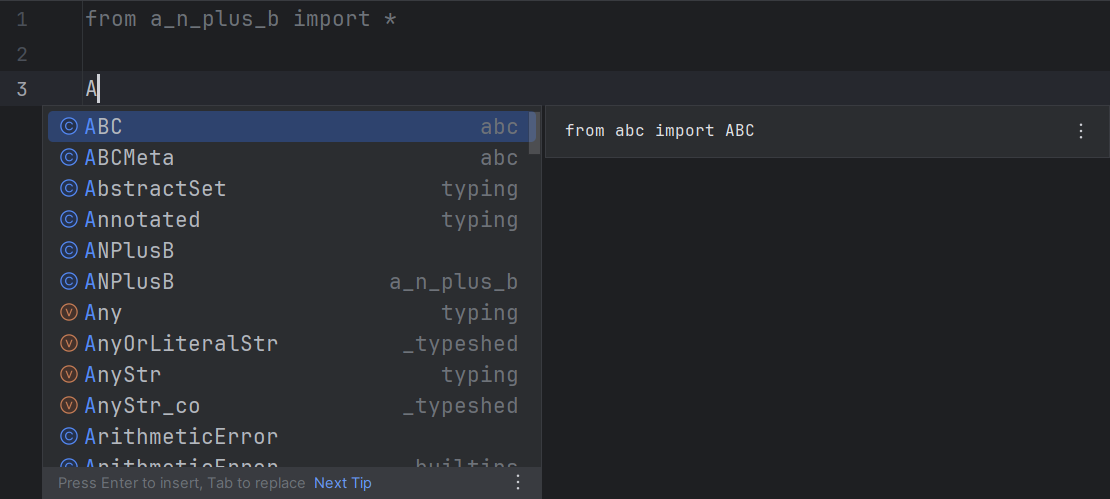 1 from a_n_plus_b import *
2
3 A
ABC abc
from abc import ABC
ABCMeta abc
AbstractSet typing
Annotated typing
ANPlusB
ANPlusB a_n_plus_b
Any typing
AnyOrLiteralStr _typeshed
AnyStr typing
AnyStr_co _typeshed
ArithmeticError
ArithmeticError builtins
Press Enter to insert, Tab to replace Next Tip